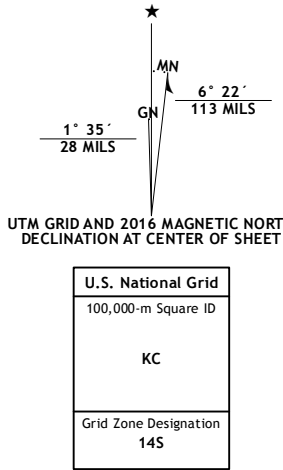 ★
MN
GN
6° 22´
113 MILS
1° 35´
28 MILS
UTM GRID AND 2016 MAGNETIC NORT
DECLINATION AT CENTER OF SHEET
U.S. National Grid
100,000-m Square ID
KC
Grid Zone Designation
14S